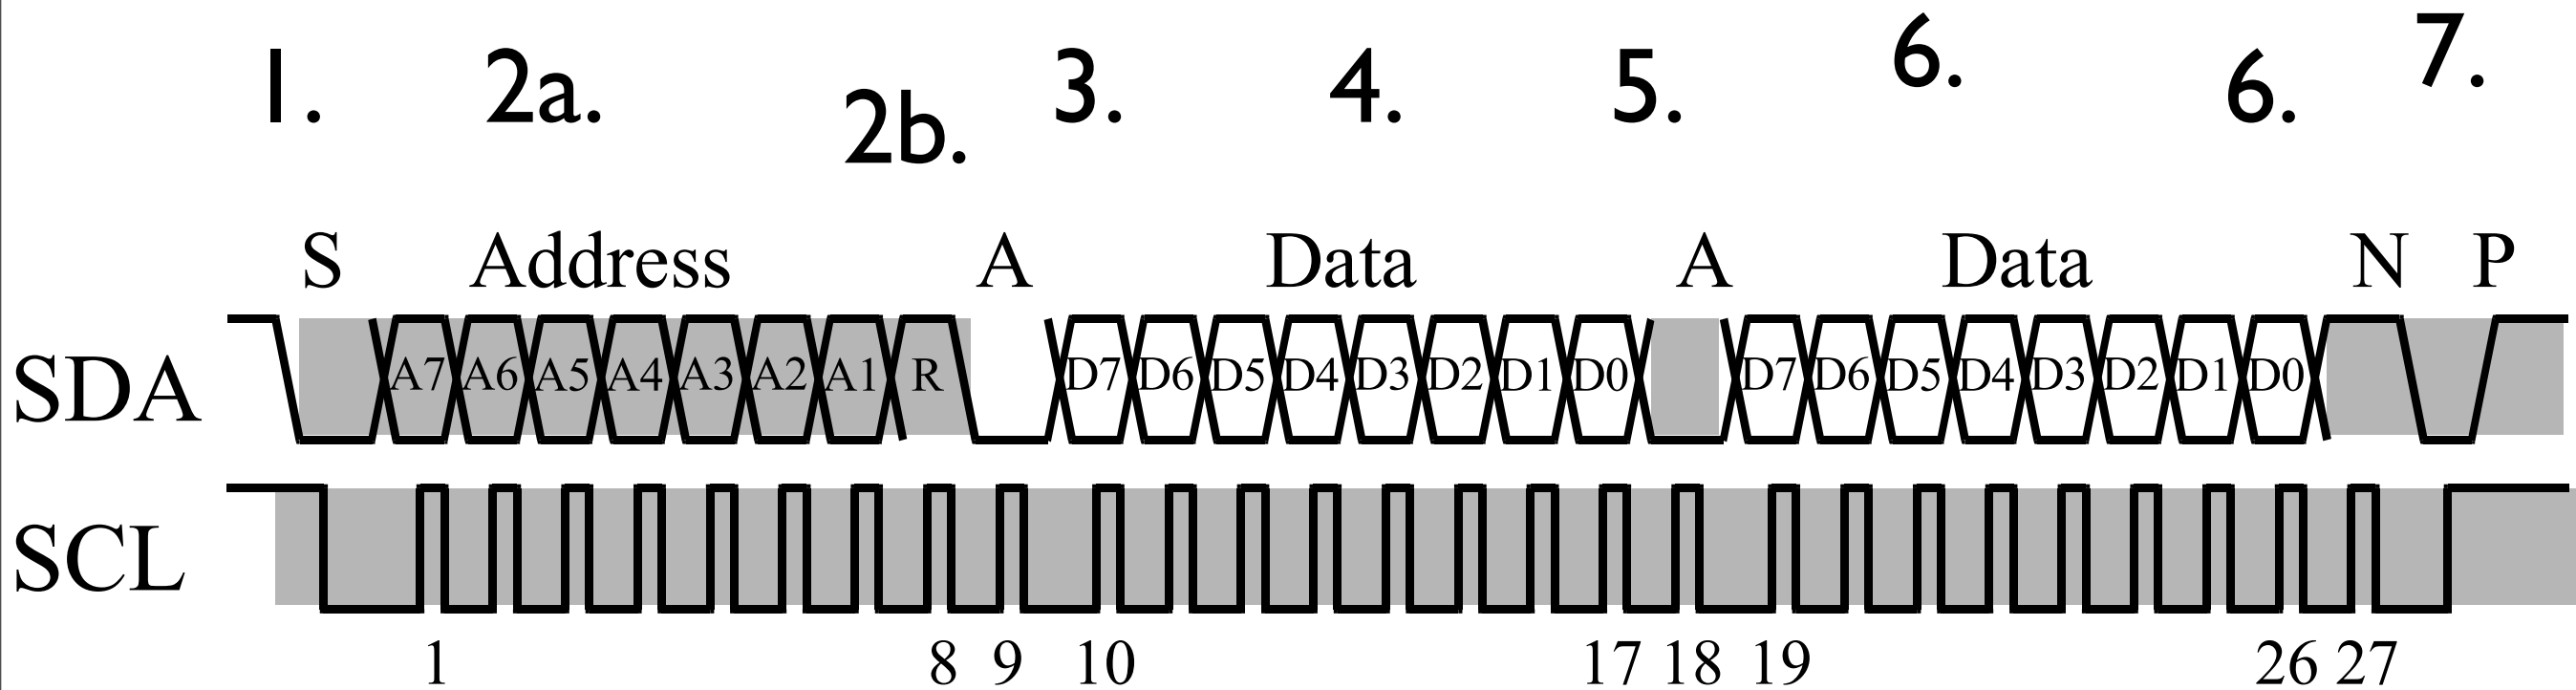 1. 2a. 2b. 3. 4. 5. 6. 6. 7.
S Address A Data A Data N P
SDA A7 A6 A5 A4 A3 A2 A1 R D7 D6 D5 D4 D3 D2 D1 D0 D7 D6 D5 D4 D3 D2 D1 D0
SCL
1 8 9 10 17 18 19 26 27